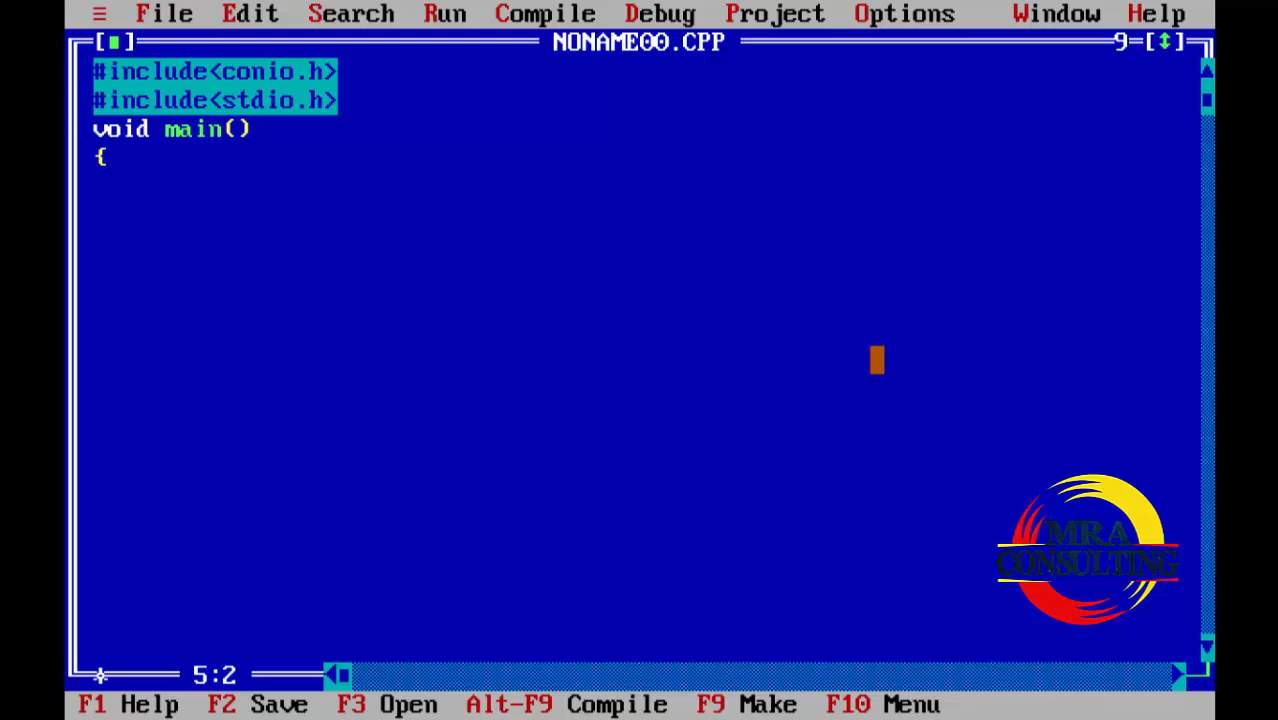 ≡ File Edit Search Run Compile Debug Project Options Window Help
[■] NONAME00.CPP 9=[↕]
#include<conio.h>
#include<stdio.h>
void main()
{
MRA
CONSULTING
5:2
F1 Help F2 Save F3 Open Alt-F9 Compile F9 Make F10 Menu